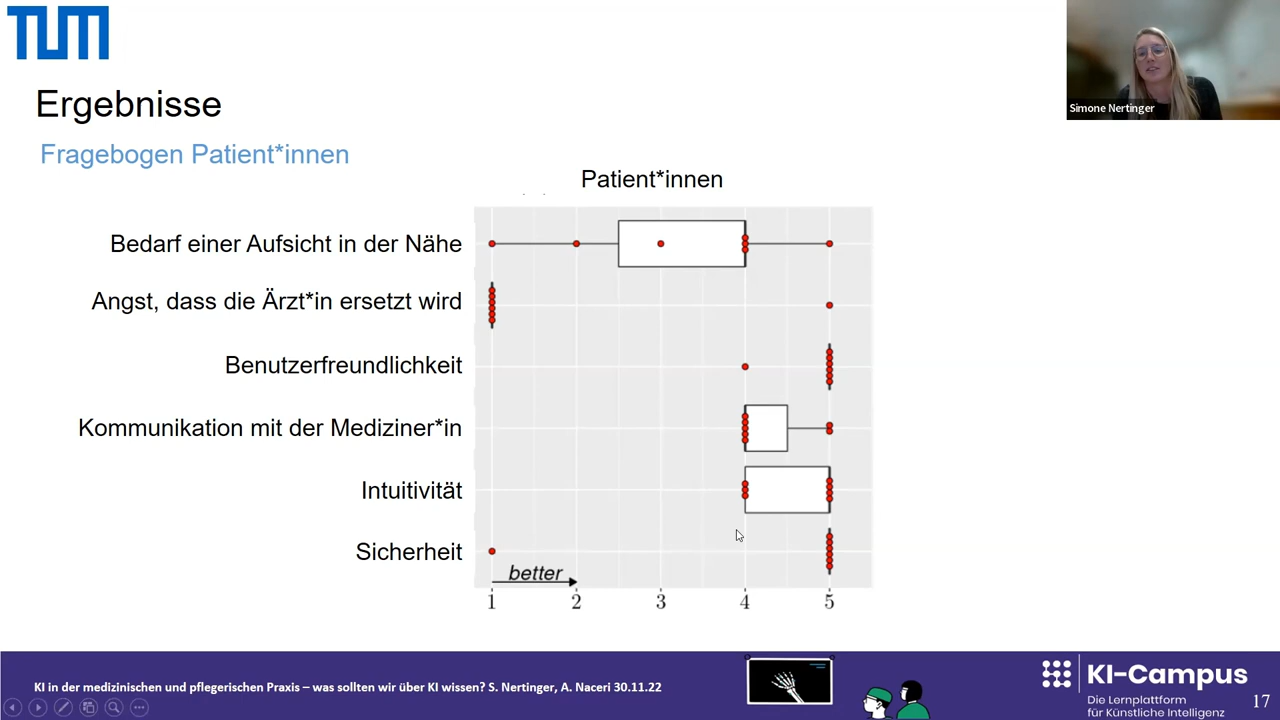 TUM
Simone Nertinger
Ergebnisse
Fragebogen Patient*innen
Patient*innen
Bedarf einer Aufsicht in der Nähe
Angst, dass die Ärzt*in ersetzt wird
Benutzerfreundlichkeit
Kommunikation mit der Mediziner*in
Intuitivität
Sicherheit
better
1 2 3 4 5
KI in der medizinischen und pflegerischen Praxis – was sollten wir über KI wissen? S. Nertinger, A. Naceri 30.11.22
KI-Campus
Die Lernplattform
für Künstliche Intelligenz
17